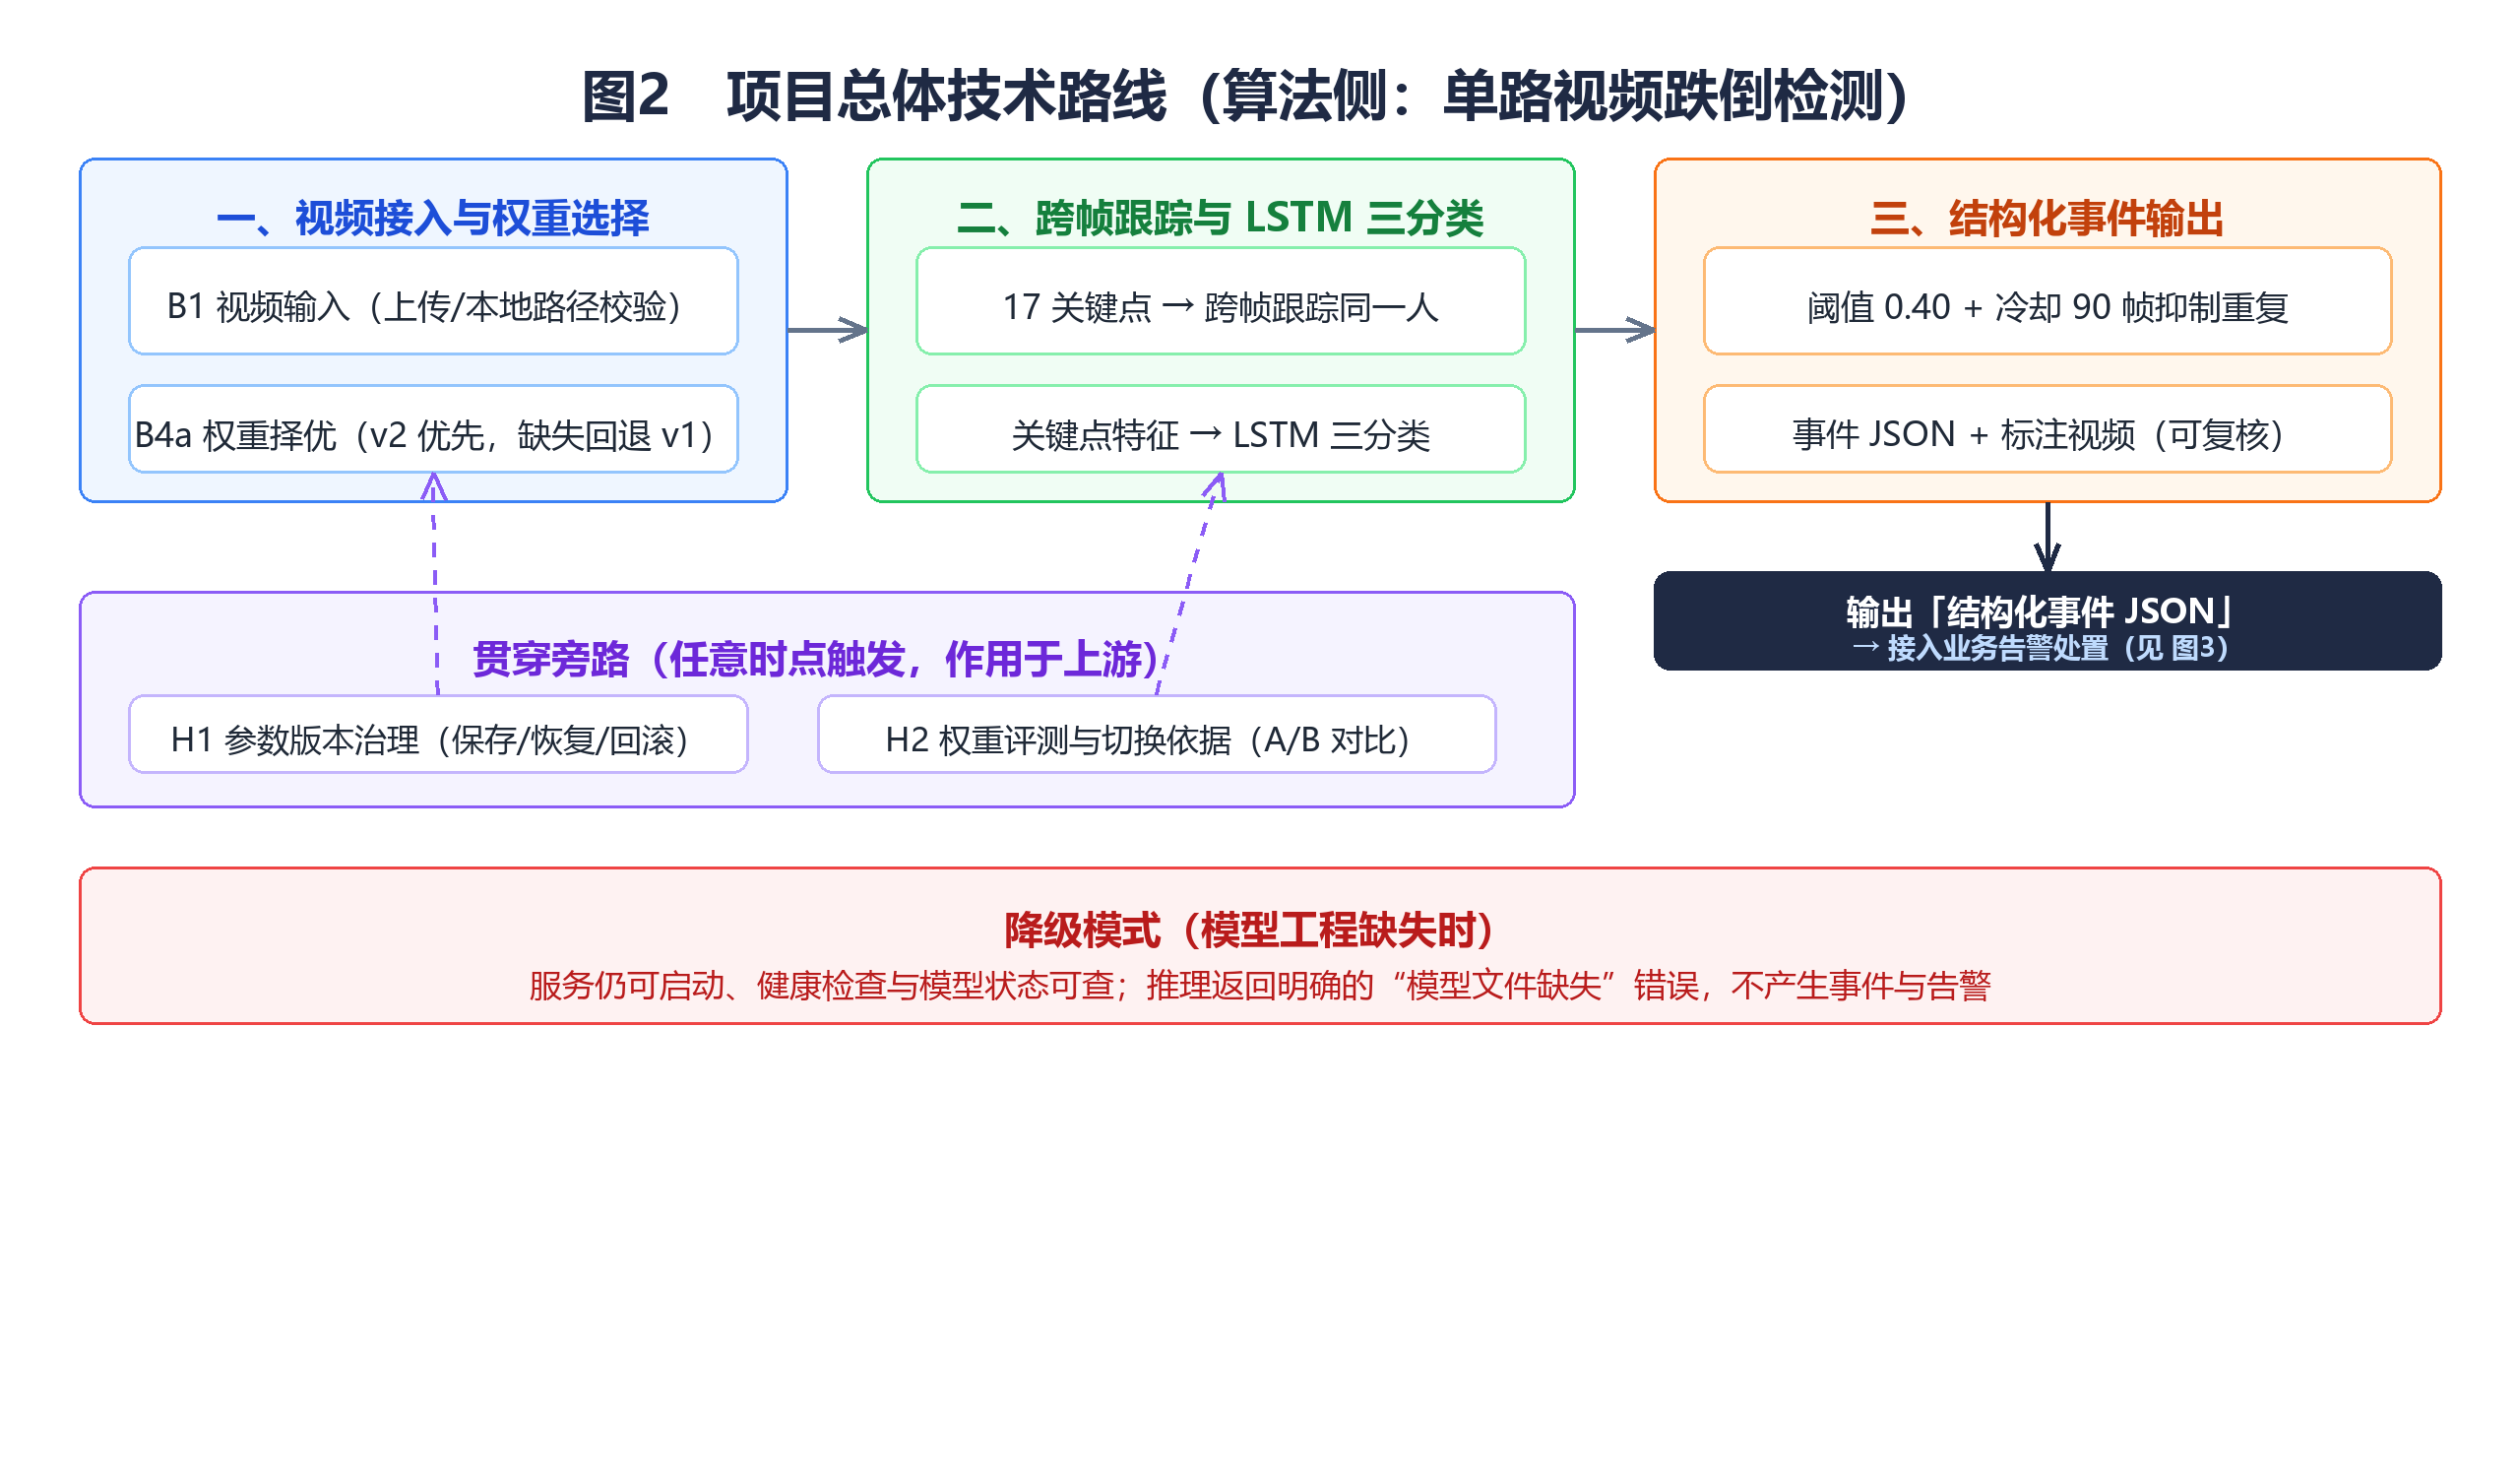 图2　项目总体技术路线（算法侧：单路视频跌倒检测）
一、视频接入与权重选择
B1 视频输入（上传/本地路径校验）
B4a 权重择优（v2 优先，缺失回退 v1）
二、跨帧跟踪与 LSTM 三分类
17 关键点 → 跨帧跟踪同一人
关键点特征 → LSTM 三分类
三、结构化事件输出
阈值 0.40 + 冷却 90 帧抑制重复
事件 JSON + 标注视频（可复核）
输出「结构化事件 JSON」
→ 接入业务告警处置（见 图3）
贯穿旁路（任意时点触发，作用于上游）
H1 参数版本治理（保存/恢复/回滚）
H2 权重评测与切换依据（A/B 对比）
降级模式（模型工程缺失时）
服务仍可启动、健康检查与模型状态可查；推理返回明确的“模型文件缺失”错误，不产生事件与告警